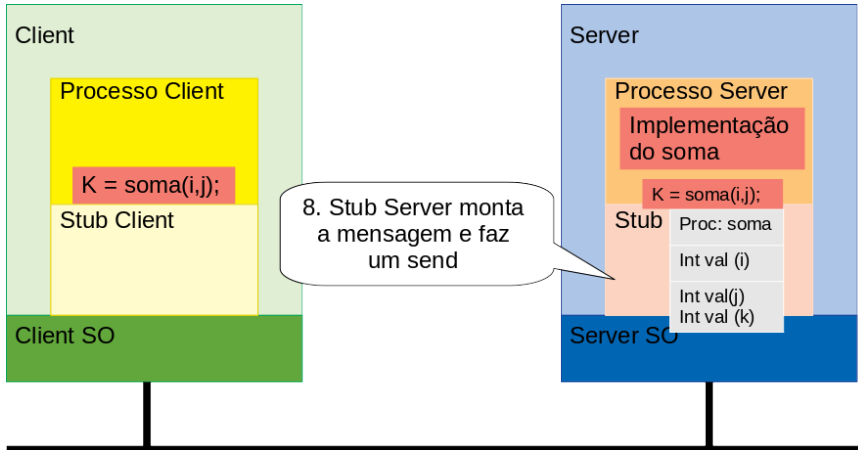 Client
Processo Client
K = soma(i,j);
Stub Client
Client SO
8. Stub Server monta
a mensagem e faz
um send
Server
Processo Server
Implementação
do soma
K = soma(i,j);
Stub
Proc: soma
Int val (i)
Int val(j)
Int val (k)
Server SO